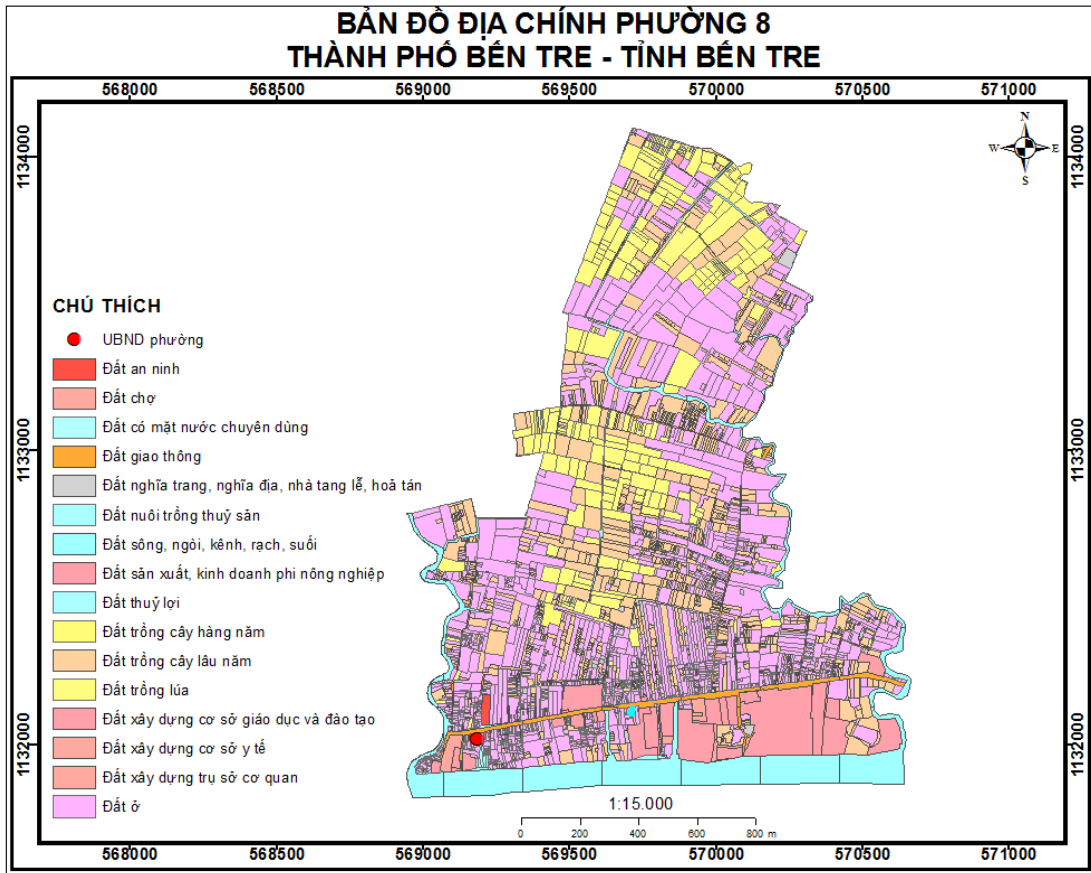 BẢN ĐỒ ĐỊA CHÍNH PHƯỜNG 8
THÀNH PHỐ BẾN TRE - TỈNH BẾN TRE
568000 568500 569000 569500 570000 570500 571000
1134000
1134000
N
W E
S
CHÚ THÍCH
UBND phường
Đất an ninh
Đất chợ
Đất có mặt nước chuyên dùng
1133000
1133000
Đất giao thông
Đất nghĩa trang, nghĩa địa, nhà tang lễ, hoả tán
Đất nuôi trồng thuỷ sản
Đất sông, ngòi, kênh, rạch, suối
Đất sản xuất, kinh doanh phi nông nghiệp
Đất thuỷ lợi
Đất trồng cây hàng năm
Đất trồng cây lâu năm
Đất trồng lúa
Đất xây dựng cơ sở giáo dục và đào tạo
1132000
1132000
Đất xây dựng cơ sở y tế
Đất xây dựng trụ sở cơ quan
Đất ở
1:15.000
0 200 400 600 800 m
568000 568500 569000 569500 570000 570500 571000